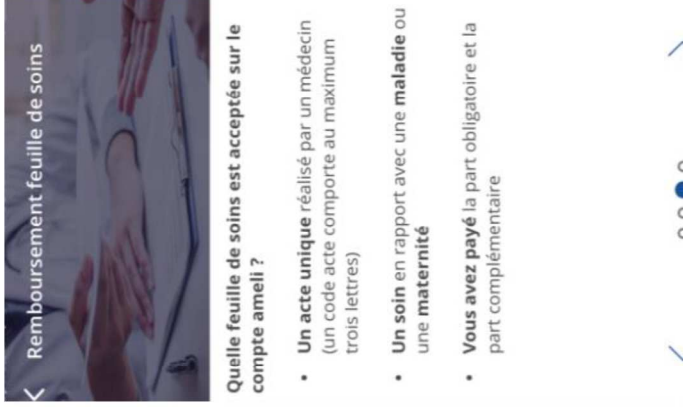 Remboursement feuille de soins
Quelle feuille de soins est acceptée sur le
compte ameli ?
• Un acte unique réalisé par un médecin
(un code acte comporte au maximum
trois lettres)
• Un soin en rapport avec une maladie ou
une maternité
• Vous avez payé la part obligatoire et la
part complémentaire